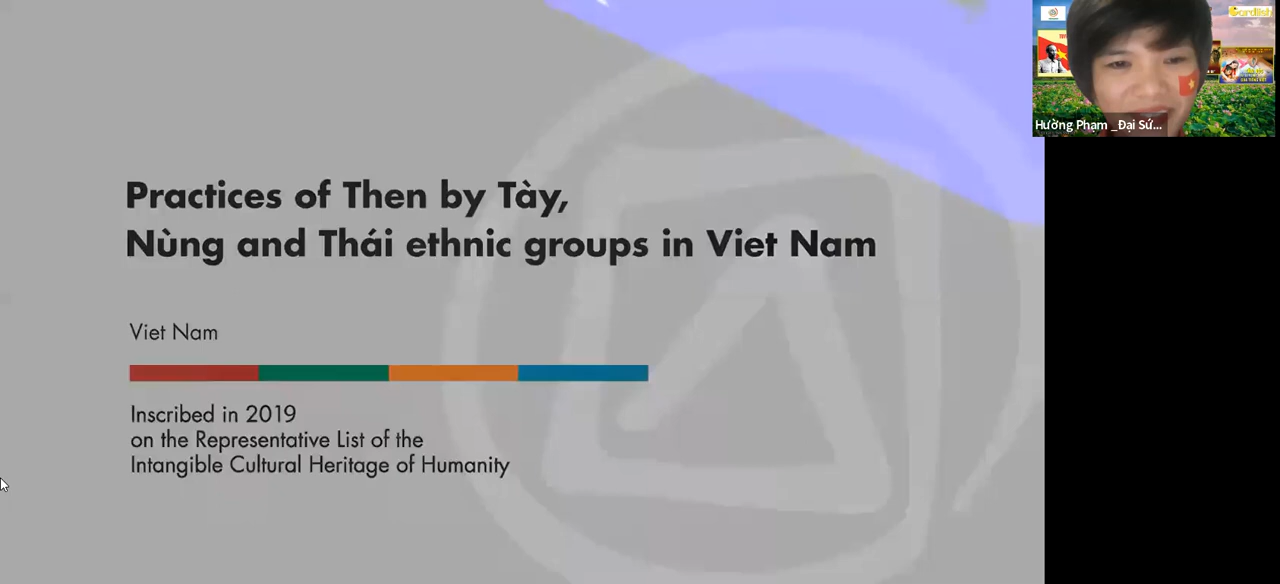 Practices of Then by Tày,
Nùng and Thái ethnic groups in Viet Nam
Viet Nam
Inscribed in 2019
on the Representative List of the
Intangible Cultural Heritage of Humanity
Hường Phạm _Đại Sứ...